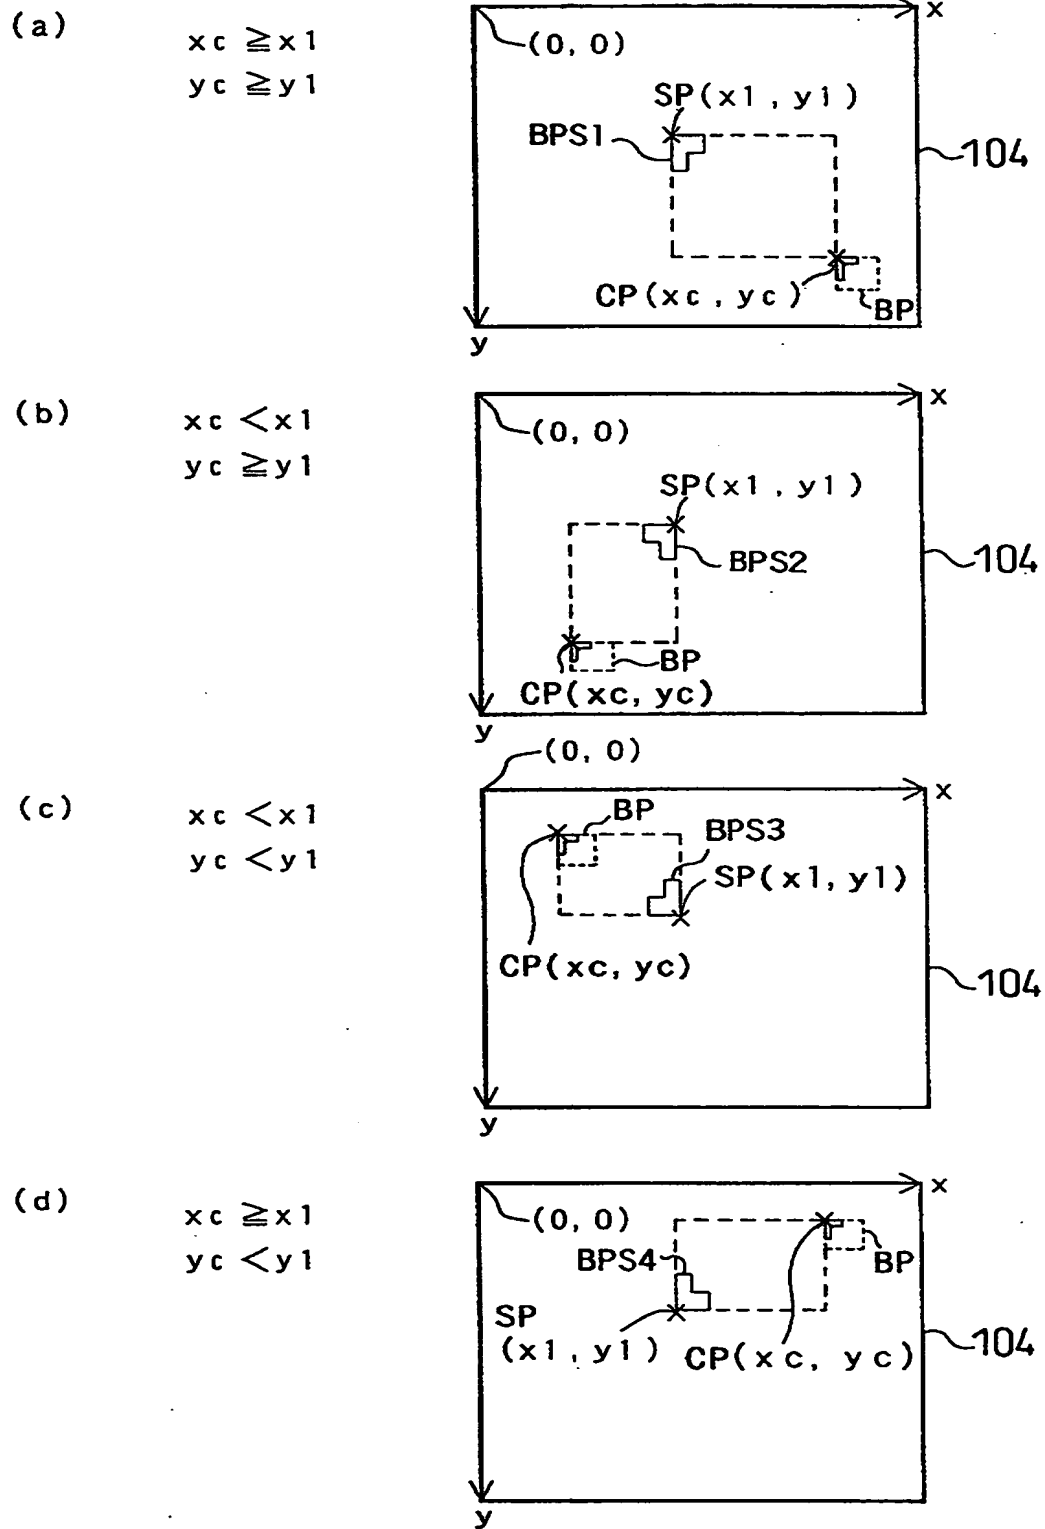 (a)
xc ≧ x1
yc ≧ y1
x
(0, 0)
SP(x1, y1)
BPS1
104
CP(xc, yc)
BP
y
(b)
xc < x1
yc ≧ y1
x
(0, 0)
SP(x1, y1)
BPS2
104
BP
CP(xc, yc)
y
(c)
xc < x1
yc < y1
(0, 0)
x
BP
BPS3
SP(x1, y1)
CP(xc, yc)
104
y
(d)
xc ≧ x1
yc < y1
x
(0, 0)
BPS4
BP
SP
(x1, y1)
CP(xc, yc)
104
y